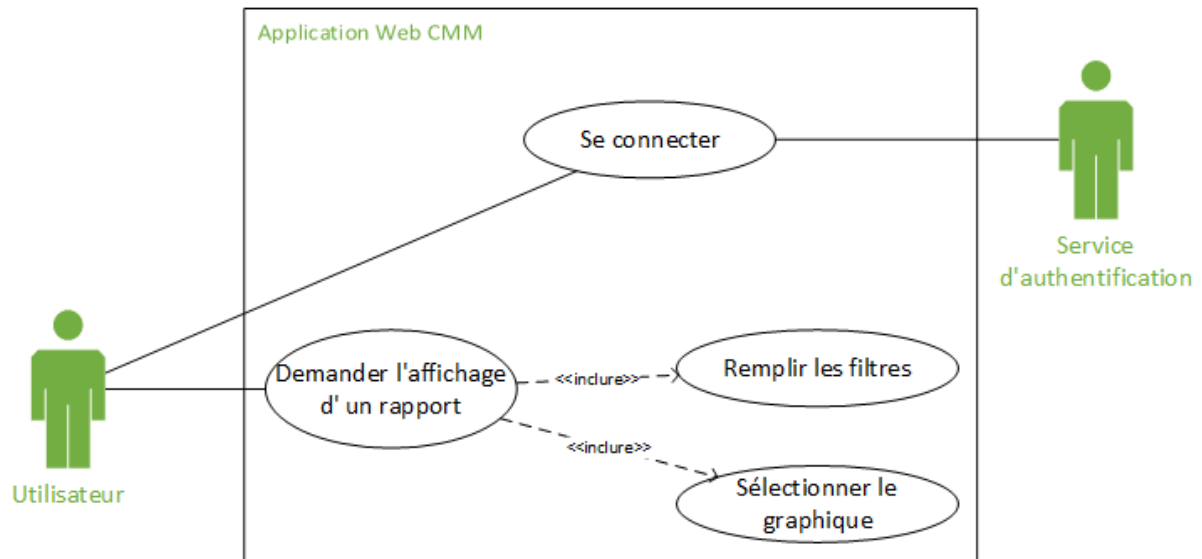 Application Web CMM
Se connecter
Service
d'authentification
Demander l'affichage
d' un rapport
<<inclure>>
Remplir les filtres
<<inclure>>
Sélectionner le
graphique
Utilisateur